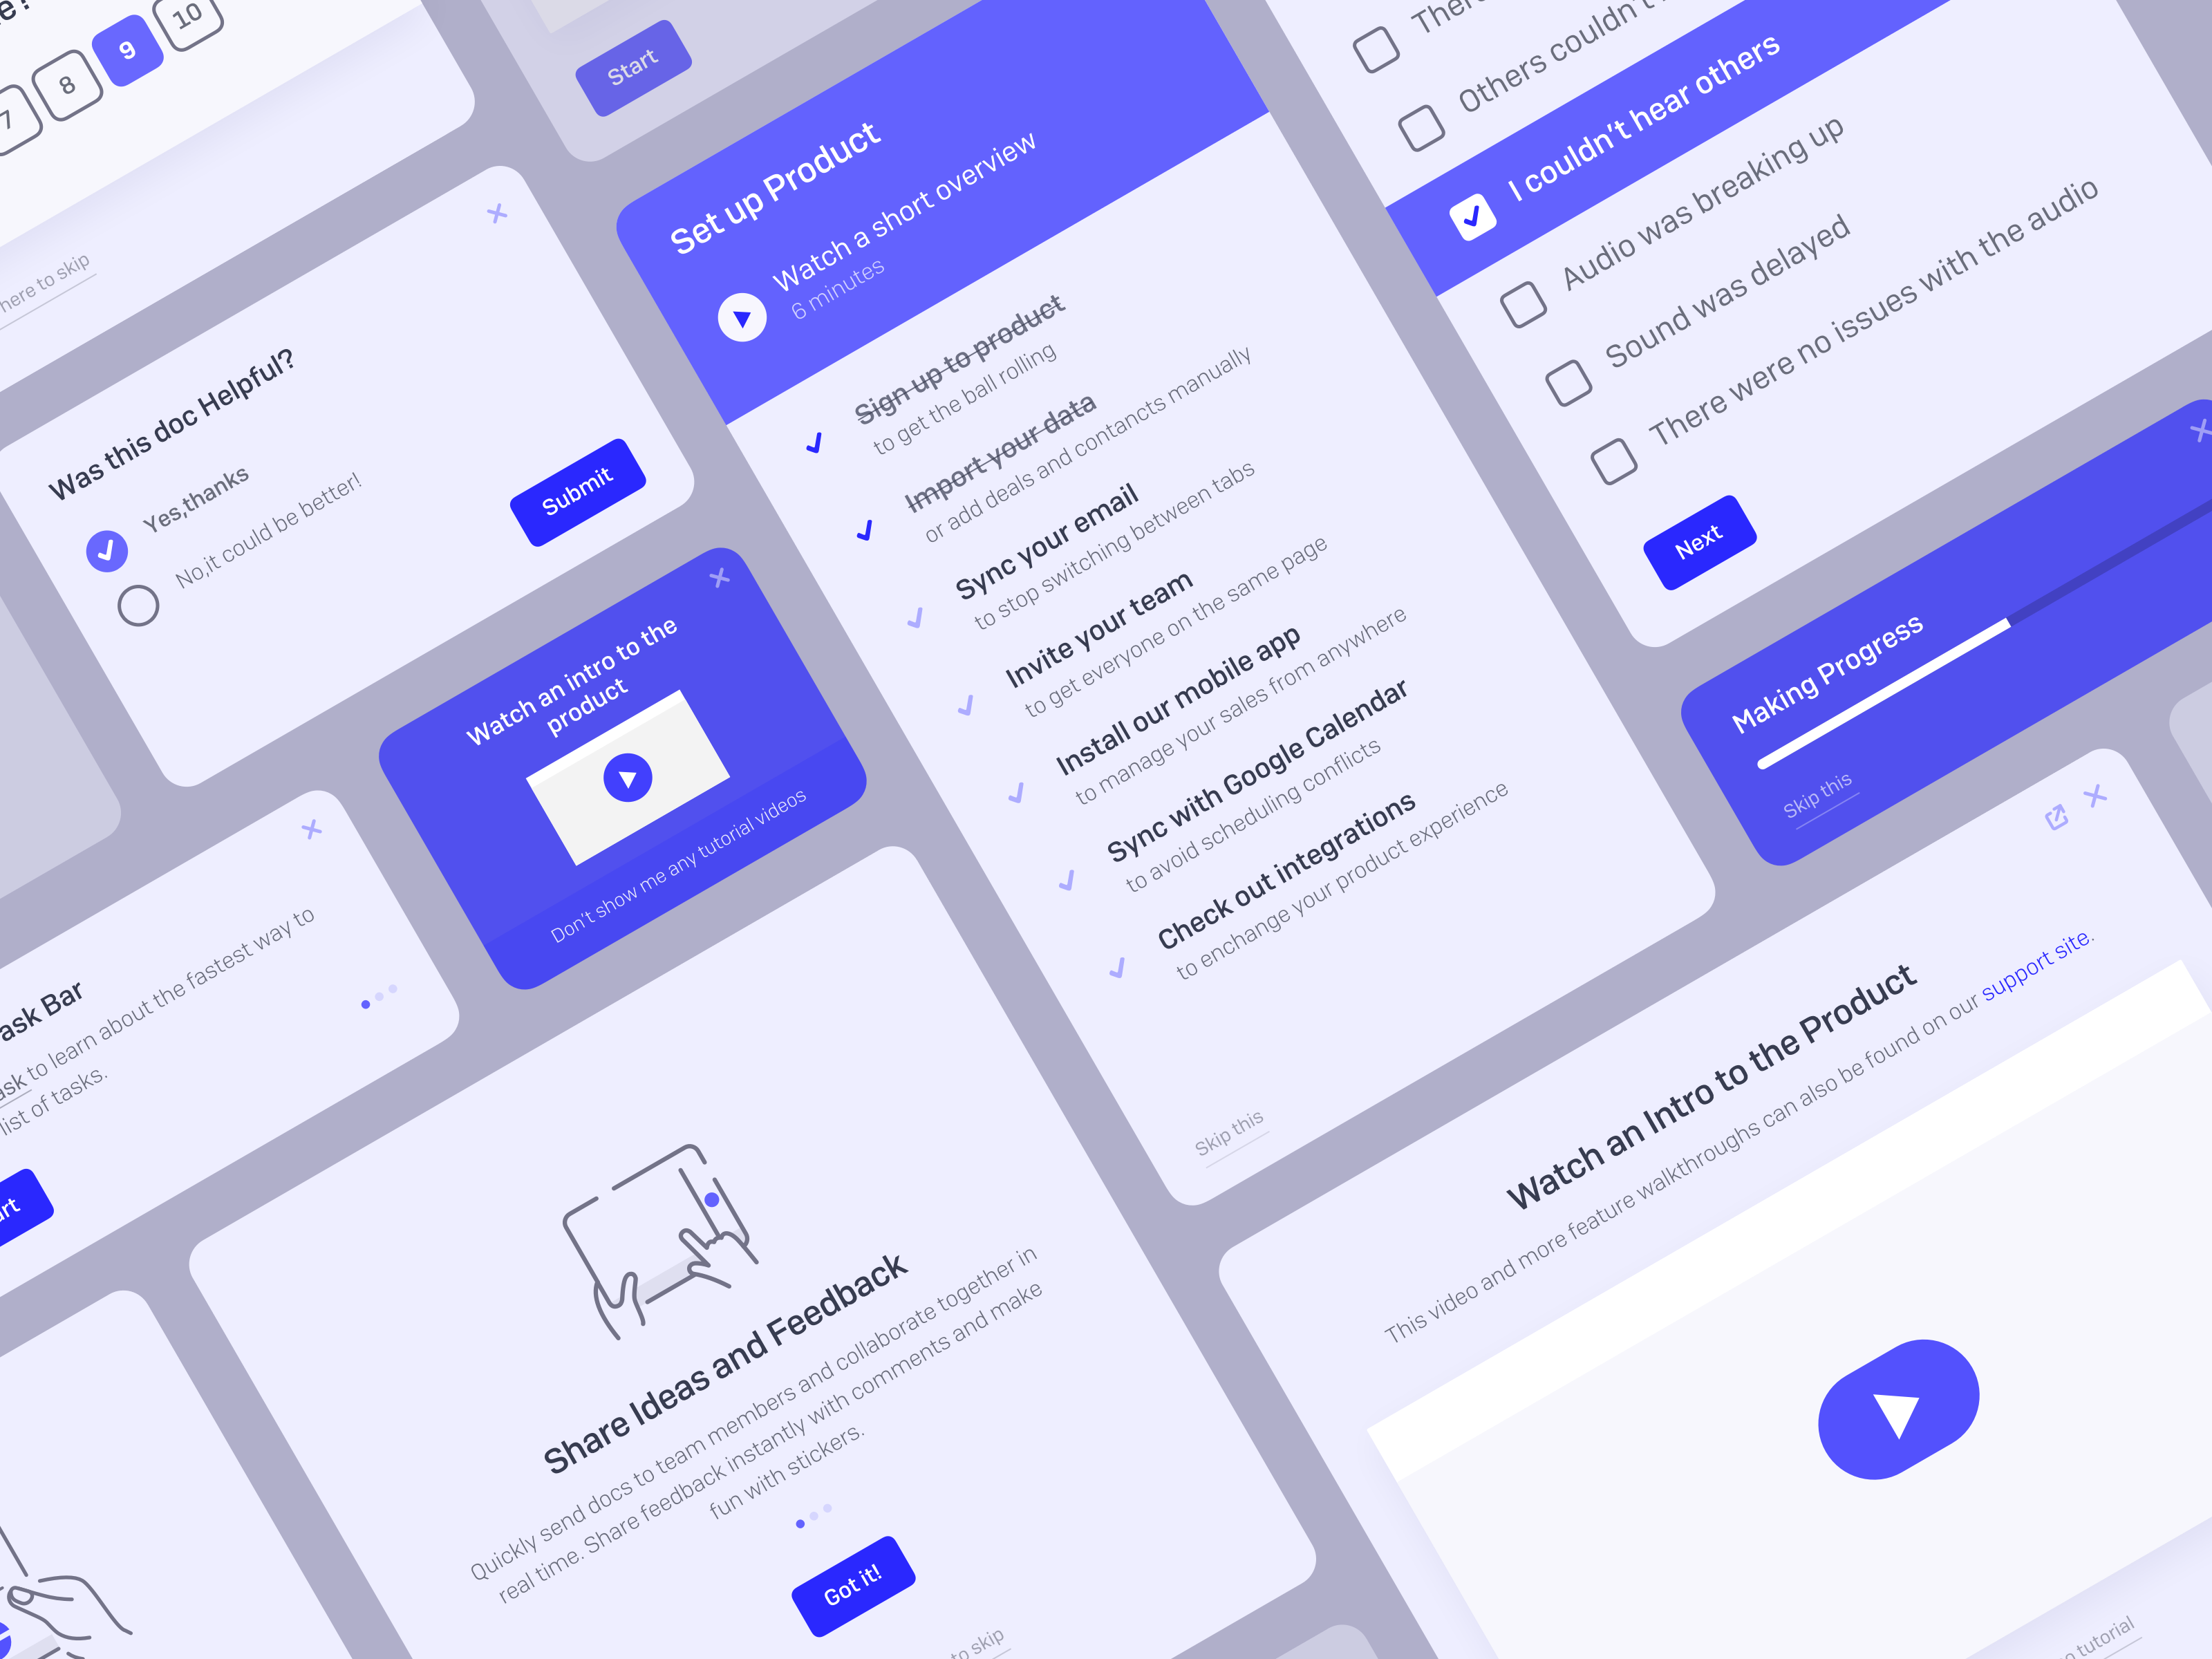 7
8
9
10
here to skip
Start
Was this doc Helpful?
Yes,thanks
No,it could be better!
Submit
Watch an intro to the
product
Don't show me any tutorial videos
ask Bar
to learn about the fastest way to
list of tasks.
Set up Product
Watch a short overview
6 minutes
Sign up to product
to get the ball rolling
Import your data
or add deals and contancts manually
Sync your email
to stop switching between tabs
Invite your team
to get everyone on the same page
Install our mobile app
to manage your sales from anywhere
Sync with Google Calendar
to avoid scheduling conflicts
Check out integrations
to enchange your product experience
Skip this
Others couldn't
I couldn't hear others
Audio was breaking up
Sound was delayed
There were no issues with the audio
Next
Making Progress
Skip this
Share Ideas and Feedback
Quickly send docs to team members and collaborate together in
real time. Share feedback instantly with comments and make
fun with stickers.
Got it!
to skip
Watch an Intro to the Product
This video and more feature walkthroughs can also be found on our support site.
tutorial